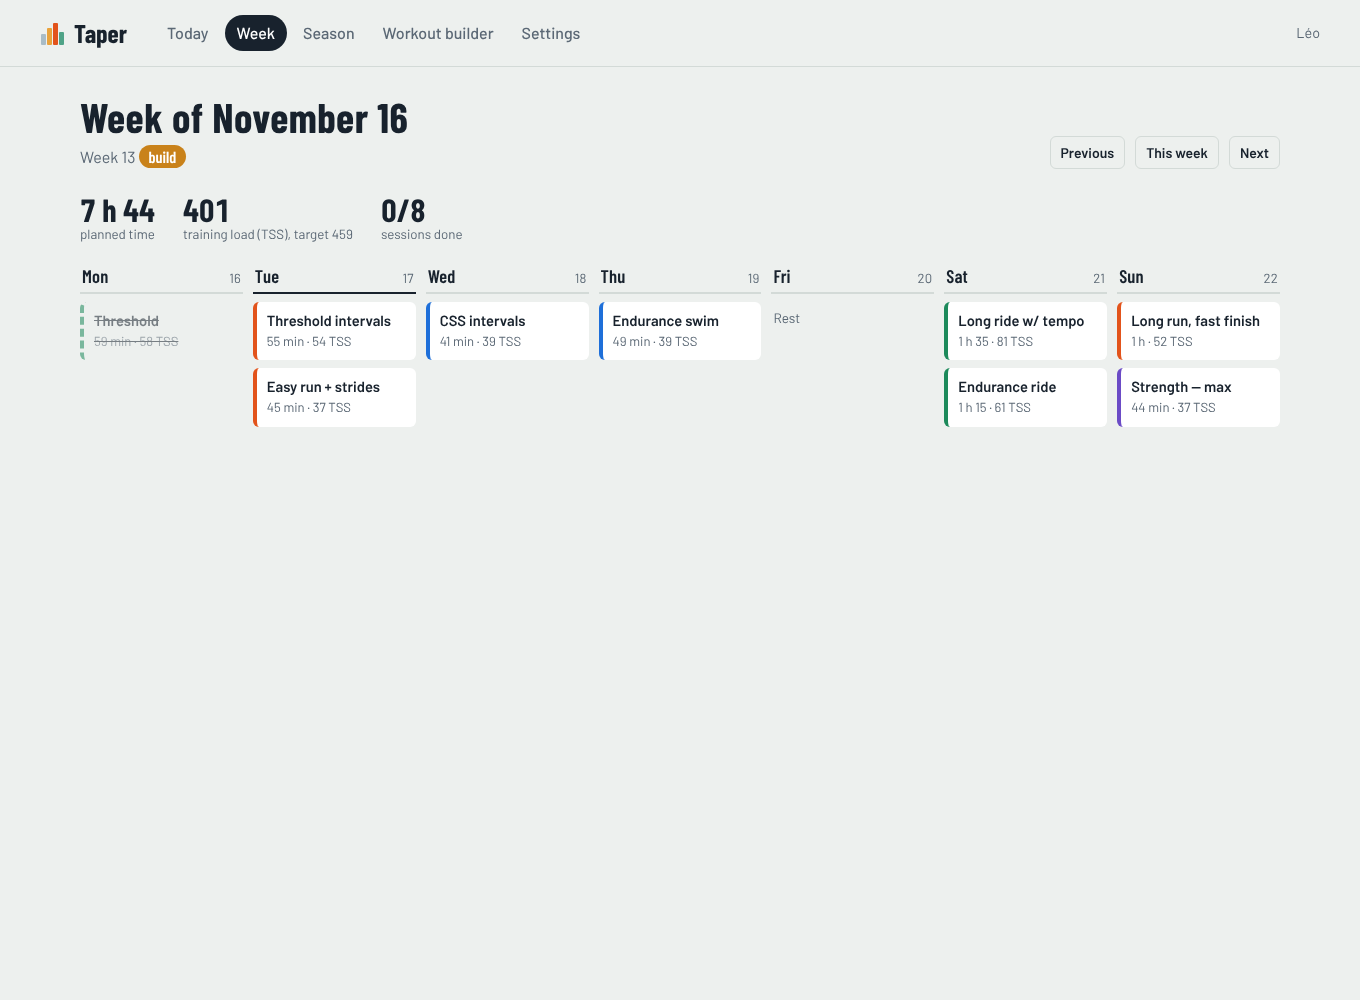 Taper
Today
Week
Season
Workout builder
Settings
Léo
Week of November 16
Week 13 build
Previous
This week
Next
7 h 44
planned time
401
training load (TSS), target 459
0/8
sessions done
Mon 16
Threshold
59 min · 58 TSS
Tue 17
Threshold intervals
55 min · 54 TSS
Easy run + strides
45 min · 37 TSS
Wed 18
CSS intervals
41 min · 39 TSS
Thu 19
Endurance swim
49 min · 39 TSS
Fri 20
Rest
Sat 21
Long ride w/ tempo
1 h 35 · 81 TSS
Endurance ride
1 h 15 · 61 TSS
Sun 22
Long run, fast finish
1 h · 52 TSS
Strength — max
44 min · 37 TSS